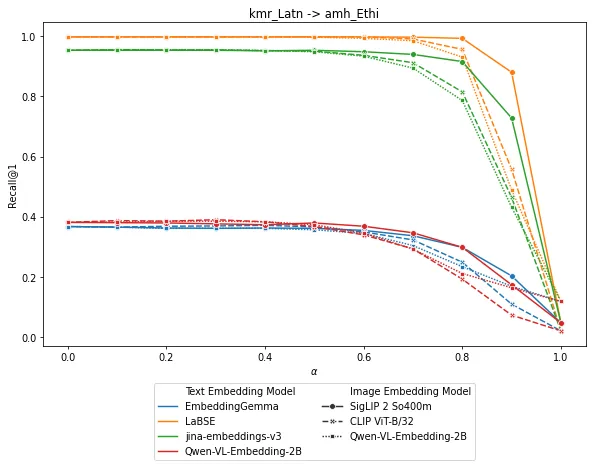 kmr_Latn -> amh_Ethi
1.0
0.8
0.6
0.4
0.2
0.0
Recall@1
0.0 0.2 0.4 0.6 0.8 1.0
α
Text Embedding Model
EmbeddingGemma
LaBSE
jina-embeddings-v3
Qwen-VL-Embedding-2B
Image Embedding Model
SigLIP 2 So400m
CLIP ViT-B/32
Qwen-VL-Embedding-2B